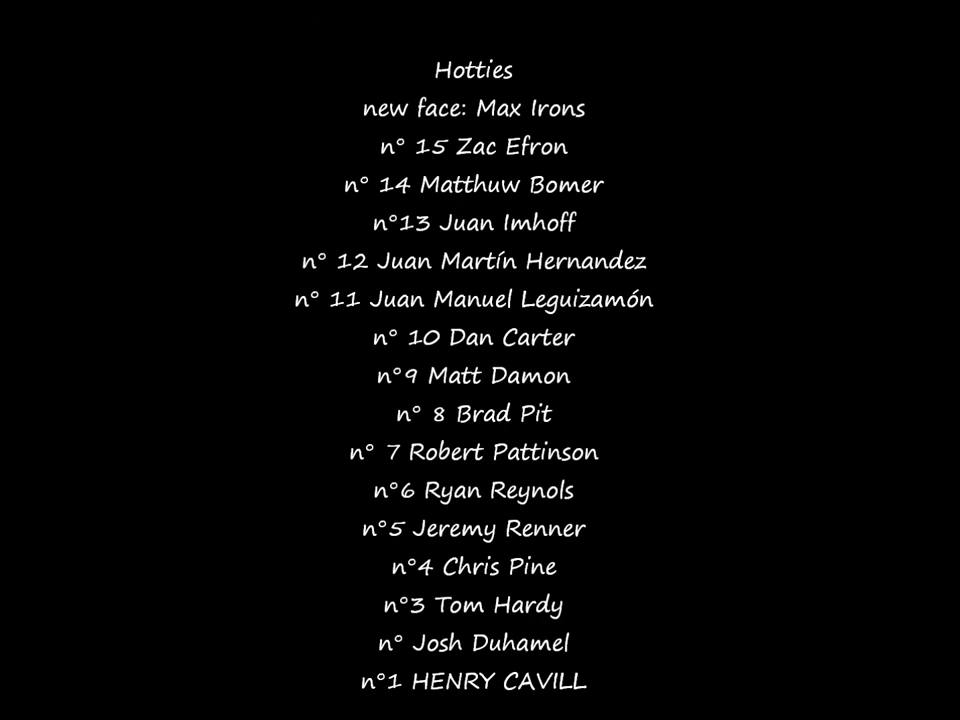 Hotties
new face: Max Irons
n° 15 Zac Efron
n° 14 Matthuw Bomer
n°13 Juan Imhoff
n° 12 Juan Martín Hernandez
n° 11 Juan Manuel Leguizamón
n° 10 Dan Carter
n°9 Matt Damon
n° 8 Brad Pit
n° 7 Robert Pattinson
n°6 Ryan Reynols
n°5 Jeremy Renner
n°4 Chris Pine
n°3 Tom Hardy
n° Josh Duhamel
n°1 HENRY CAVILL